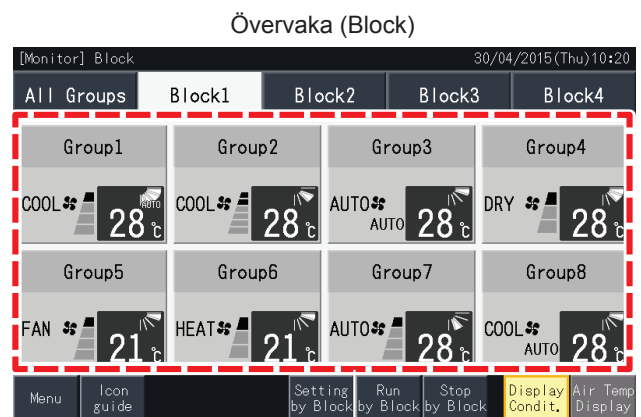 Övervaka (Block)
[Monitor] Block 30/04/2015(Thu)10:20
All Groups Block1 Block2 Block3 Block4
Group1 Group2 Group3 Group4
COOL AUTO 28℃ COOL 28℃ AUTO AUTO 28℃ DRY 28℃
Group5 Group6 Group7 Group8
FAN 21℃ HEAT 21℃ AUTO 28℃ COOL AUTO 28℃
Menu Icon guide Setting by Block Run by Block Stop by Block Display Condit. Air Temp Display